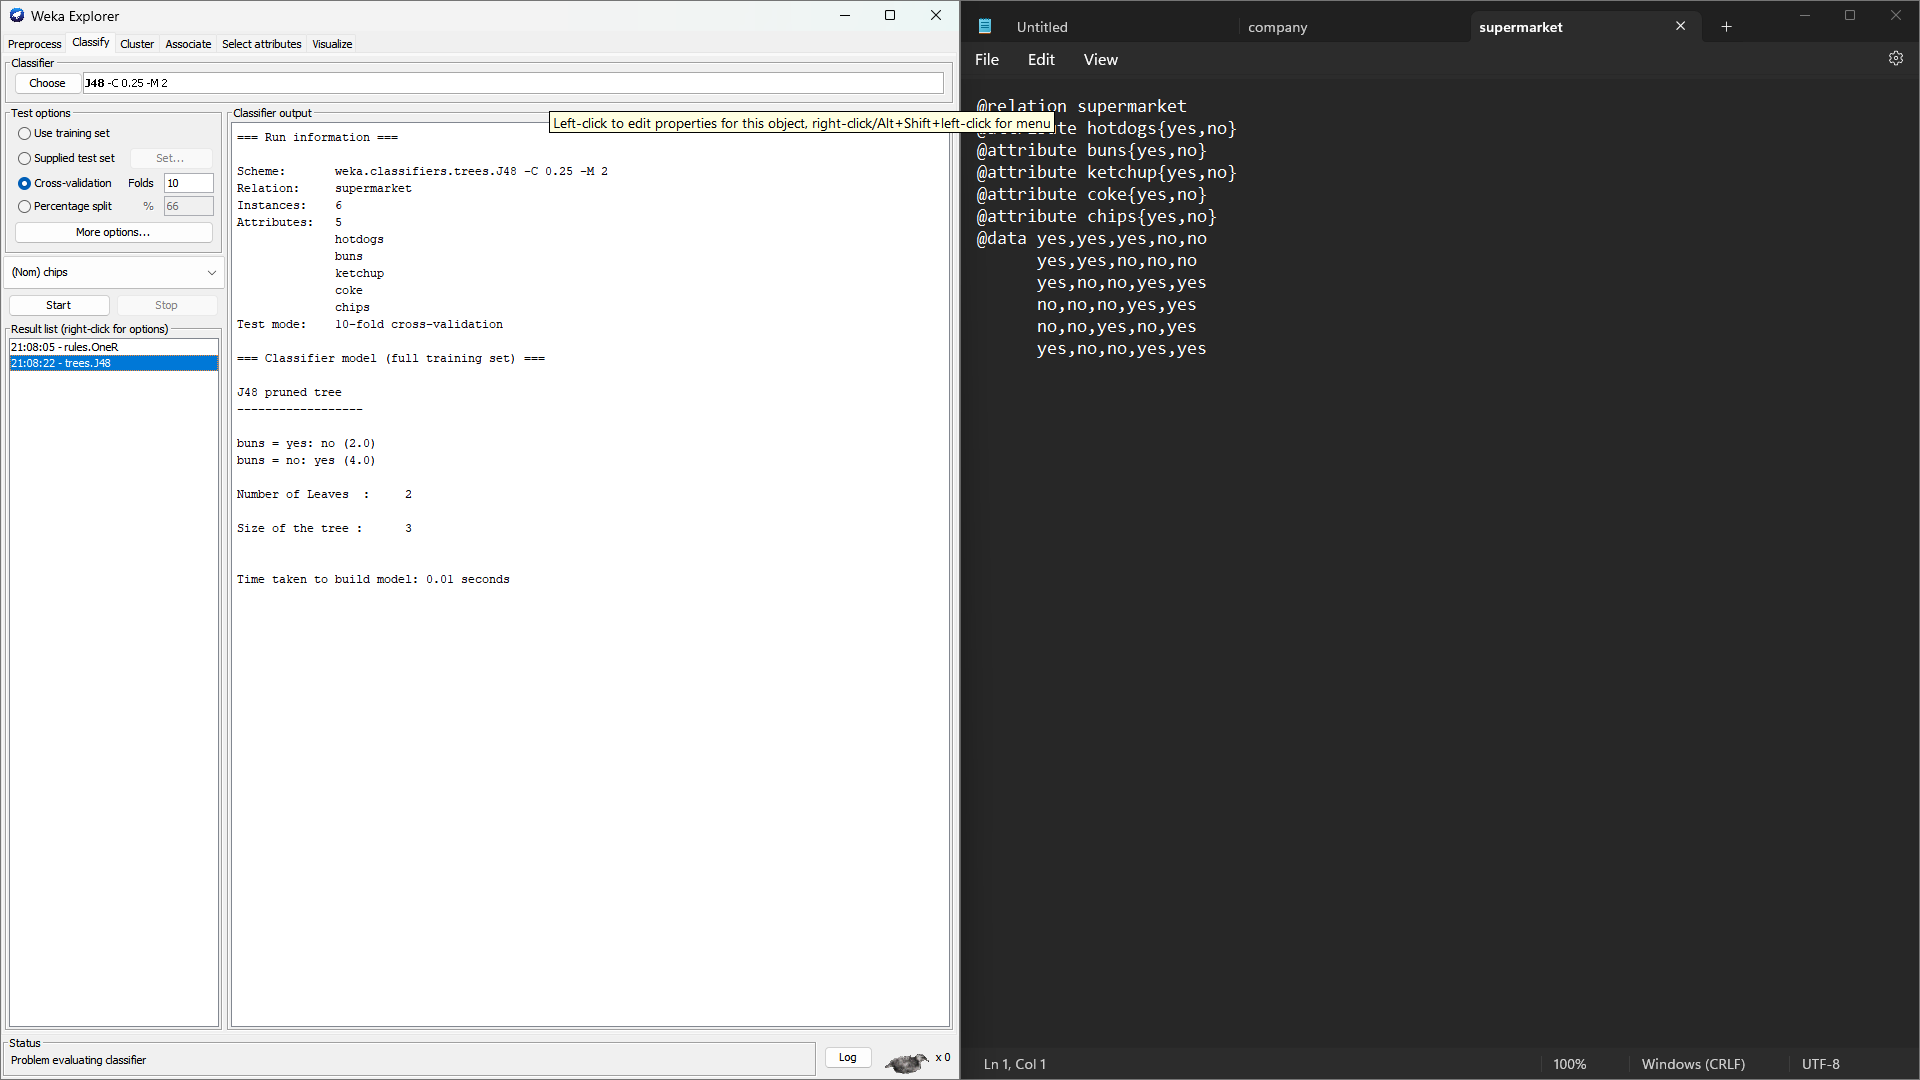 Weka Explorer
Preprocess Classify Cluster Associate Select attributes Visualize
Classifier
Choose J48 -C 0.25 -M 2
Test options
Use training set
Supplied test set Set...
Cross-validation Folds 10
Percentage split % 66
More options...
(Nom) chips
Start Stop
Result list (right-click for options)
21:08:05 - rules.OneR
21:08:22 - trees.J48
Classifier output
Left-click to edit properties for this object, right-click/Alt+Shift+left-click for menu
=== Run information ===
Scheme: weka.classifiers.trees.J48 -C 0.25 -M 2
Relation: supermarket
Instances: 6
Attributes: 5
hotdogs
buns
ketchup
coke
chips
Test mode: 10-fold cross-validation
=== Classifier model (full training set) ===
J48 pruned tree
------------------
buns = yes: no (2.0)
buns = no: yes (4.0)
Number of Leaves : 2
Size of the tree : 3
Time taken to build model: 0.01 seconds
Status
Problem evaluating classifier
Log x 0
Untitled company supermarket
File Edit View
@relation supermarket
hotdogs{yes,no}
@attribute buns{yes,no}
@attribute ketchup{yes,no}
@attribute coke{yes,no}
@attribute chips{yes,no}
@data yes,yes,yes,no,no
yes,yes,no,no,no
yes,no,no,yes,yes
no,no,no,yes,yes
no,no,yes,no,yes
yes,no,no,yes,yes
Ln 1, Col 1 100% Windows (CRLF) UTF-8